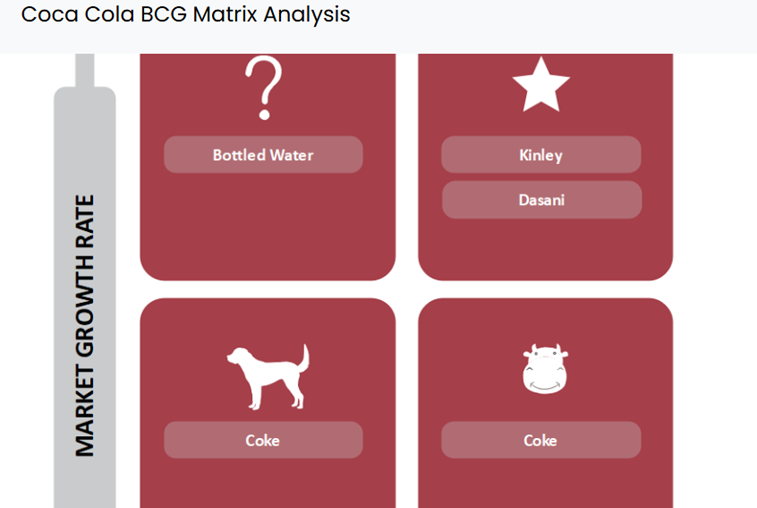 Coca Cola BCG Matrix Analysis
MARKET GROWTH RATE
?
Bottled Water
Kinley
Dasani
Coke
Coke